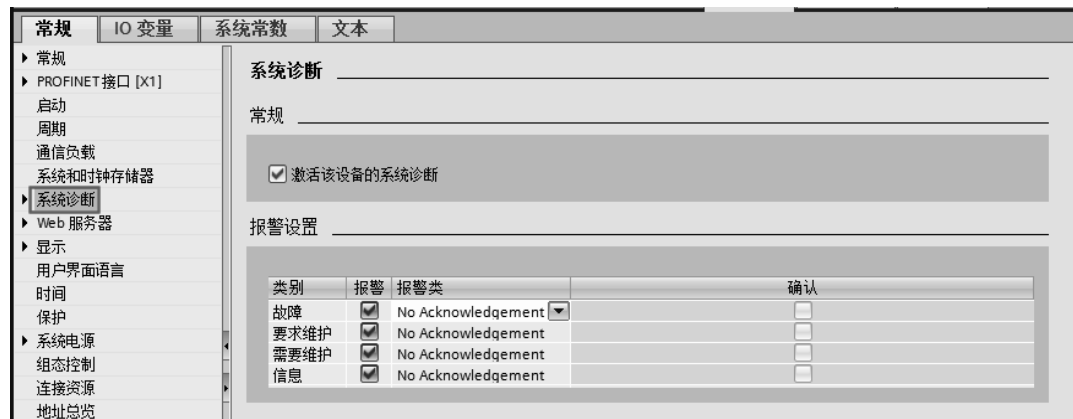 常规 IO 变量 系统常数 文本
常规
PROFINET接口 [X1]
启动
周期
通信负载
系统和时钟存储器
系统诊断
Web 服务器
显示
用户界面语言
时间
保护
系统电源
组态控制
连接资源
地址总览
系统诊断
常规
激活该设备的系统诊断
报警设置
类别 报警 报警类 确认
故障 No Acknowledgement
要求维护 No Acknowledgement
需要维护 No Acknowledgement
信息 No Acknowledgement